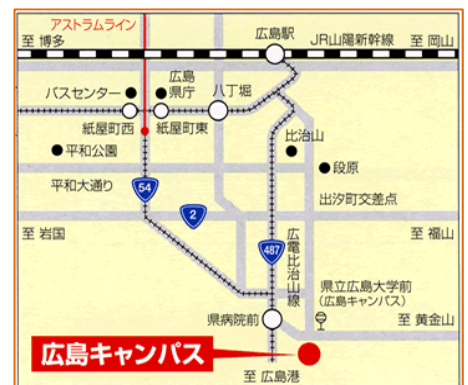 アストラムライン
広島駅
至 博多
JR山陽新幹線
至 岡山
バスセンター
広島
県庁
八丁堀
紙屋町西
紙屋町東
比治山
平和公園
段原
平和大通り
54
出汐町交差点
2
至 岩国
487
広電比治山線
至 福山
県立広島大学前
(広島キャンパス)
県病院前
至 黄金山
広島キャンパス
至 広島港